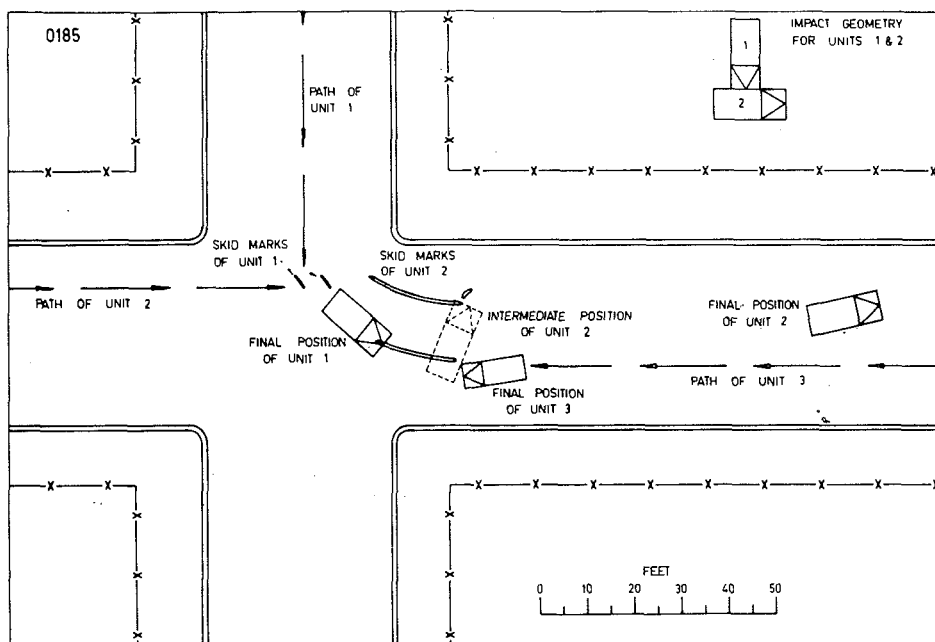 0185
IMPACT GEOMETRY
FOR UNITS 1 & 2
1
2
PATH OF
UNIT 1
SKID MARKS
OF UNIT 1
SKID MARKS
OF UNIT 2
PATH OF UNIT 2
INTERMEDIATE POSITION
OF UNIT 2
FINAL POSITION
OF UNIT 2
FINAL POSITION
OF UNIT 1
PATH OF UNIT 3
FINAL POSITION
OF UNIT 3
FEET
0 10 20 30 40 50